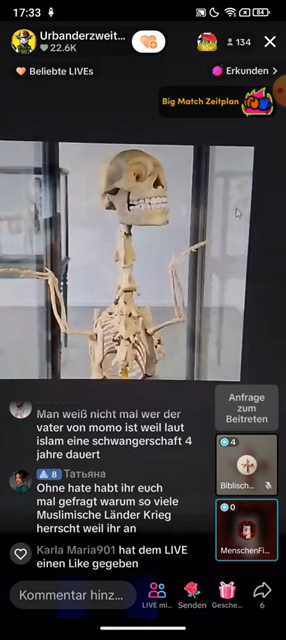 17:33
84
Urbanderzweit...
22.6K
10+
134
Beliebte LIVEs
Erkunden >
Big Match Zeitplan
Man weiß nicht mal wer der
vater von momo ist weil laut
islam eine schwangerschaft 4
jahre dauert
8 Татьяна
Ohne hate habt ihr euch
mal gefragt warum so viele
Muslimische Länder Krieg
herrscht weil ihr an
Karla Maria901 hat dem LIVE
einen Like gegeben
Anfrage
zum
Beitreten
4
Biblisch...
0
MenschenFi...
Kommentar hinz...
LIVE mi...
Senden
Gesche...
6